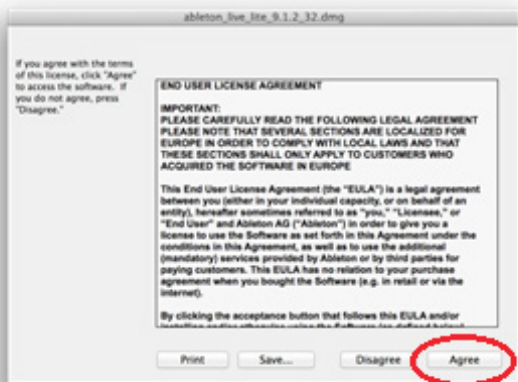 ableton_live_lite_9.1.2_32.dmg
If you agree with the terms
of this license, click "Agree"
to access the software. If
you do not agree, press
"Disagree."
END USER LICENSE AGREEMENT
IMPORTANT:
PLEASE CAREFULLY READ THE FOLLOWING LEGAL AGREEMENT
PLEASE NOTE THAT SEVERAL SECTIONS ARE LOCALIZED FOR
EUROPE IN ORDER TO COMPLY WITH LOCAL LAWS AND THAT
THESE SECTIONS SHALL ONLY APPLY TO CUSTOMERS WHO
ACQUIRED THE SOFTWARE IN EUROPE
This End User License Agreement (the "EULA") is a legal agreement
between you (either in your individual capacity, or on behalf of an
entity), hereafter sometimes referred to as "you," "Licensee," or
"End User" and Ableton AG ("Ableton") in order to give you a
license to use the Software as set forth in this Agreement under the
conditions in this Agreement, as well as to use the additional
(mandatory) services provided by Ableton or by third parties for
paying customers. This EULA has no relation to your purchase
agreement when you bought the Software (e.g. in retail or via the
internet).
By clicking the acceptance button that follows this EULA and/or
Print
Save...
Disagree
Agree